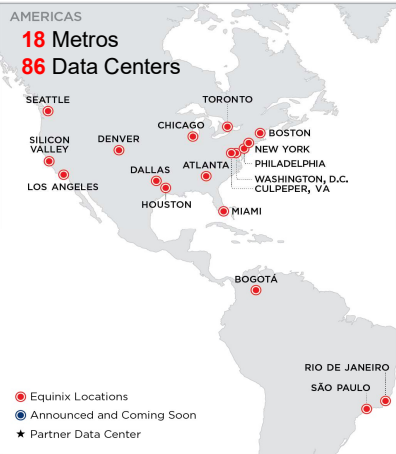 AMERICAS
18 Metros
86 Data Centers
SEATTLE
TORONTO
CHICAGO
BOSTON
SILICON
VALLEY
DENVER
NEW YORK
PHILADELPHIA
DALLAS
ATLANTA
WASHINGTON, D.C.
CULPEPER, VA
LOS ANGELES
HOUSTON
MIAMI
BOGOTÁ
RIO DE JANEIRO
SÃO PAULO
Equinix Locations
Announced and Coming Soon
★ Partner Data Center